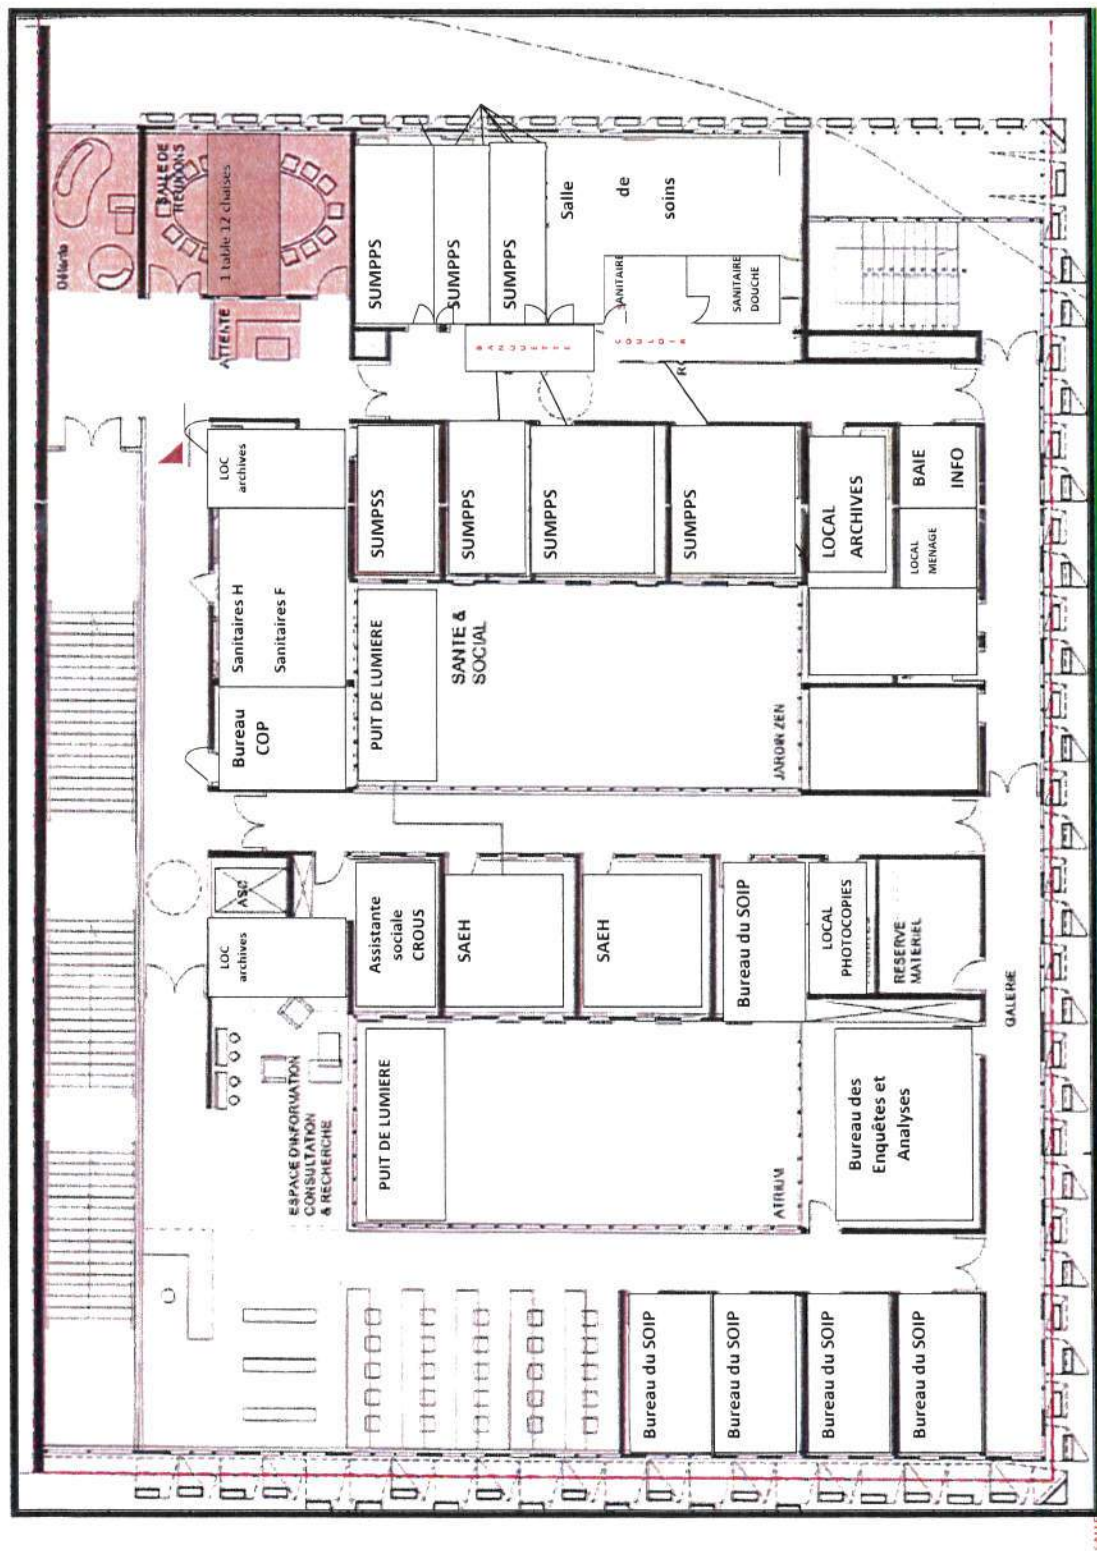 Détente
SALLE DE
REUNIONS
1 table 12 chaises
ATTENTE
LOC
archives
Sanitaires H
Sanitaires F
Bureau
COP
ASC
LOC
archives
ESPACE D'INFORMATION
CONSULTATION
& RECHERCHE
PUIT DE LUMIERE
Assistante
sociale
CROUS
PUIT DE LUMIERE
SUMPSS
SUMPPS
SAEH
SANTE &
SOCIAL
SUMPPS
SUMPPS
SAEH
SUMPPS
SUMPPS
BANQUETTE
SUMPPS
Salle
de
soins
SANITAIRE
COULOIR
Bureau du SOIP
Bureau du SOIP
ATRIUM
Bureau du SOIP
JARDIN ZEN
SUMPPS
SANITAIRE
DOUCHE
Bureau du SOIP
Bureau des
Enquêtes et
Analyses
LOCAL
PHOTOCOPIES
LOCAL
ARCHIVES
Bureau du SOIP
RESERVE
MATERIEL
LOCAL
MENAGE
BAIE
INFO
GALERIE